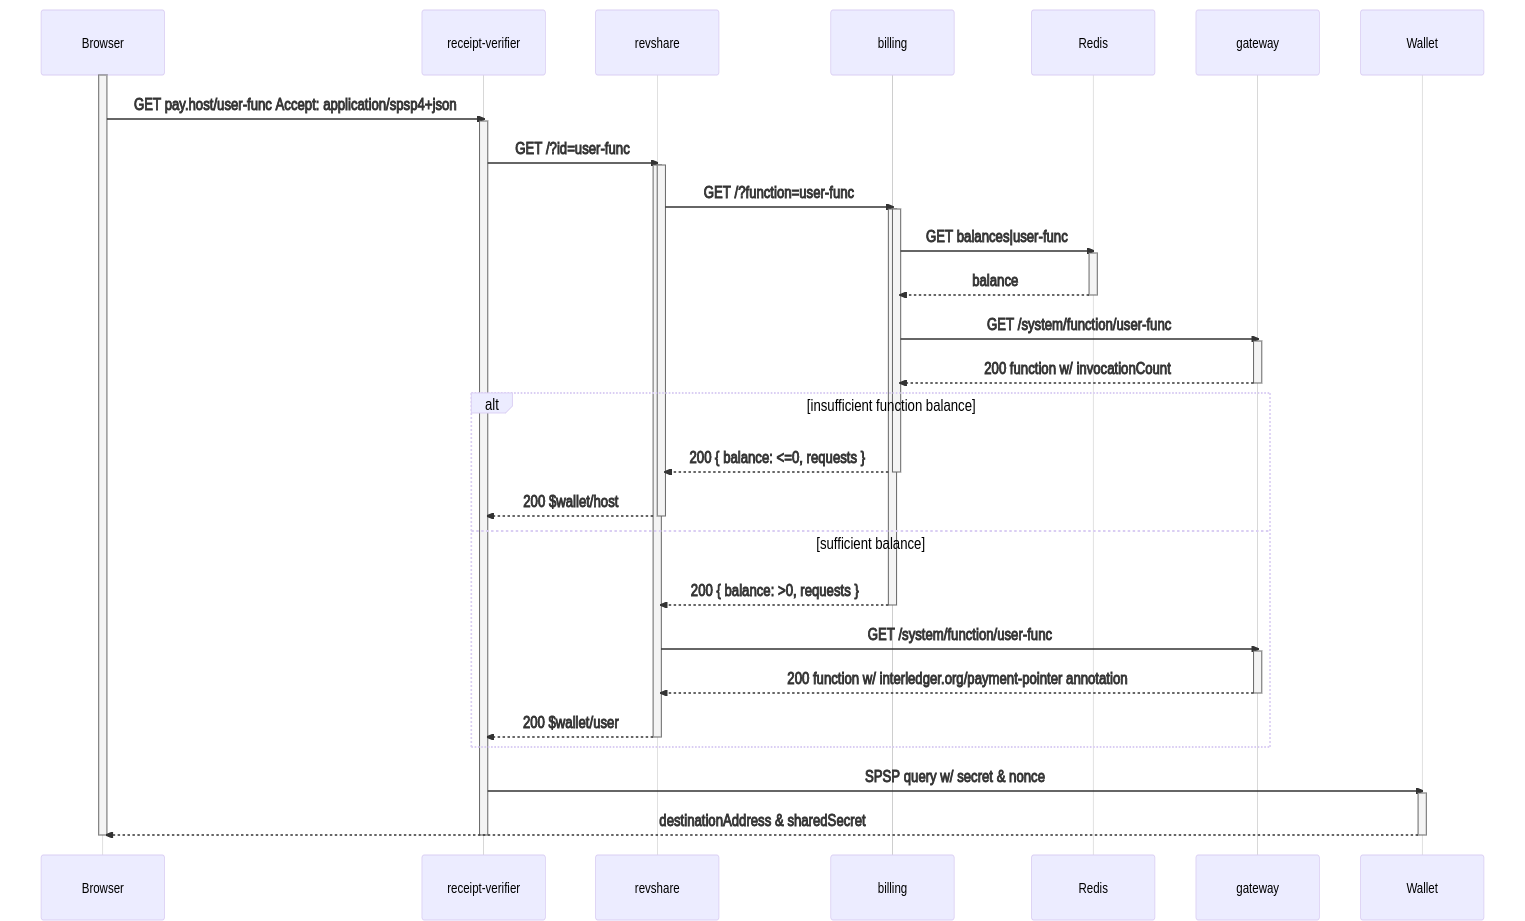 Browser
receipt-verifier
revshare
billing
Redis
gateway
Wallet
GET pay.host/user-func Accept: application/spsp4+json
GET /?id=user-func
GET /?function=user-func
GET balances|user-func
balance
GET /system/function/user-func
200 function w/ invocationCount
alt
[insufficient function balance]
200 { balance: <=0, requests }
200 $wallet/host
[sufficient balance]
200 { balance: >0, requests }
GET /system/function/user-func
200 function w/ interledger.org/payment-pointer annotation
200 $wallet/user
SPSP query w/ secret & nonce
destinationAddress & sharedSecret
Browser
receipt-verifier
revshare
billing
Redis
gateway
Wallet